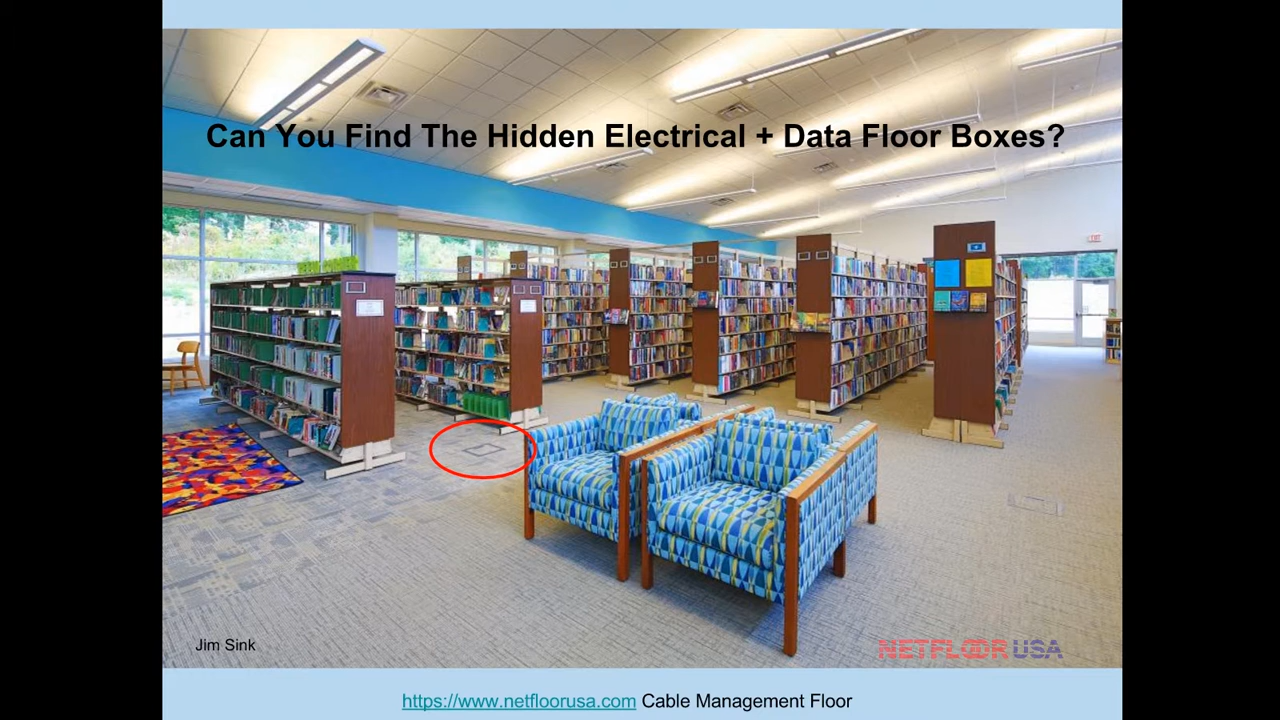 Can You Find The Hidden Electrical + Data Floor Boxes?
Jim Sink
NETFLOOR USA
https://www.netfloorusa.com Cable Management Floor